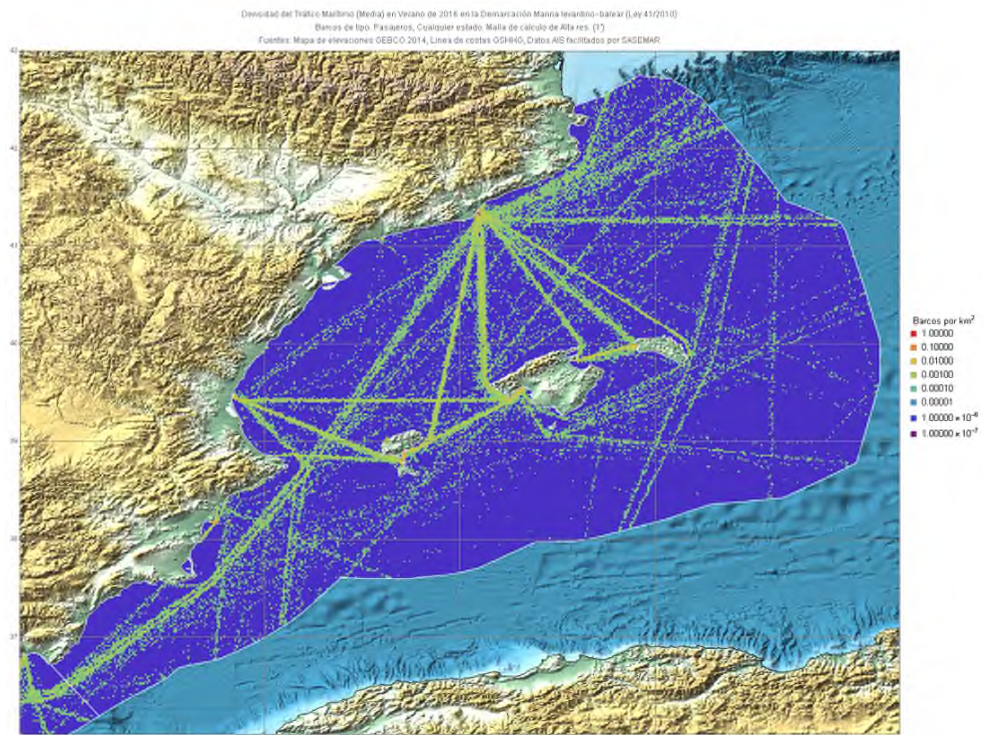 Densidad del Tráfico Marítimo (Media) en Verano de 2016 en la Demarcación Marina levantino-balear (Ley 41/2010)
Barcos de tipo: Pasajeros, Cualquier estado. Malla de cálculo de Alta res. (1')
Fuentes: Mapa de elevaciones GEBCO 2014, Linea de costas GSHHG, Datos AIS facilitados por SASEMAR
41
39
38
37
Barcos por km²
1.00000
0.10000
0.01000
0.00100
0.00010
0.00001
1.00000 × 10⁻⁶
1.00000 × 10⁻⁷